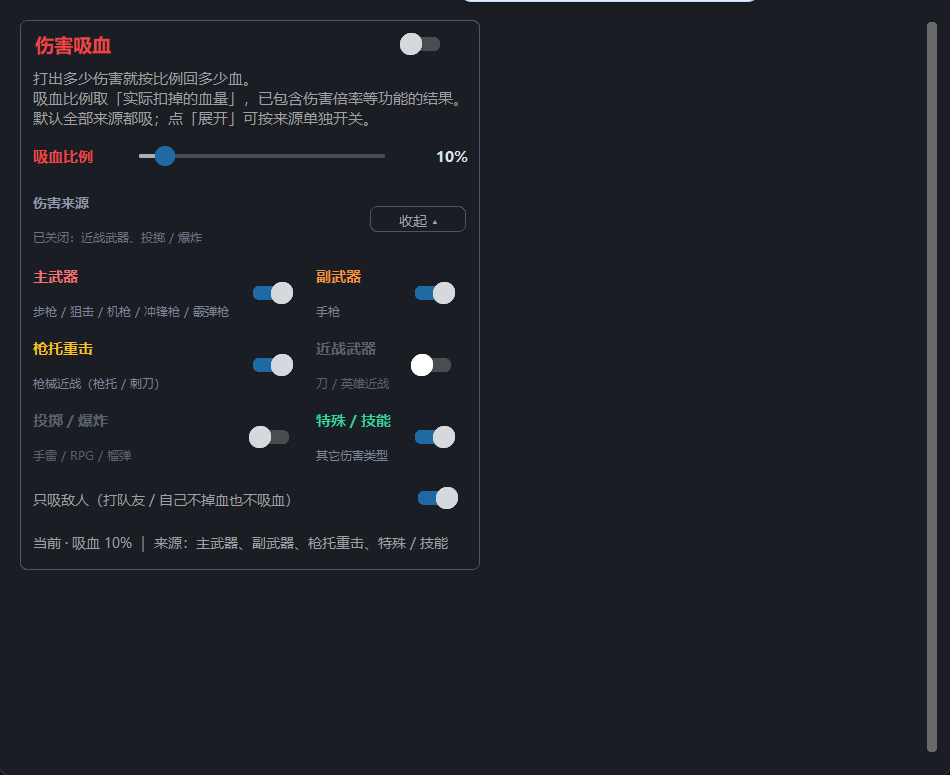 伤害吸血
打出多少伤害就按比例回多少血。
吸血比例取「实际扣掉的血量」，已包含伤害倍率等功能的结果。
默认全部来源都吸；点「展开」可按来源单独开关。
吸血比例 10%
伤害来源
收起 ▴
已关闭：近战武器、投掷 / 爆炸
主武器 副武器
步枪 / 狙击 / 机枪 / 冲锋枪 / 霰弹枪 手枪
枪托重击 近战武器
枪械近战（枪托 / 刺刀） 刀 / 英雄近战
投掷 / 爆炸 特殊 / 技能
手雷 / RPG / 榴弹 其它伤害类型
只吸敌人（打队友 / 自己不掉血也不吸血）
当前 · 吸血 10% ｜ 来源：主武器、副武器、枪托重击、特殊 / 技能